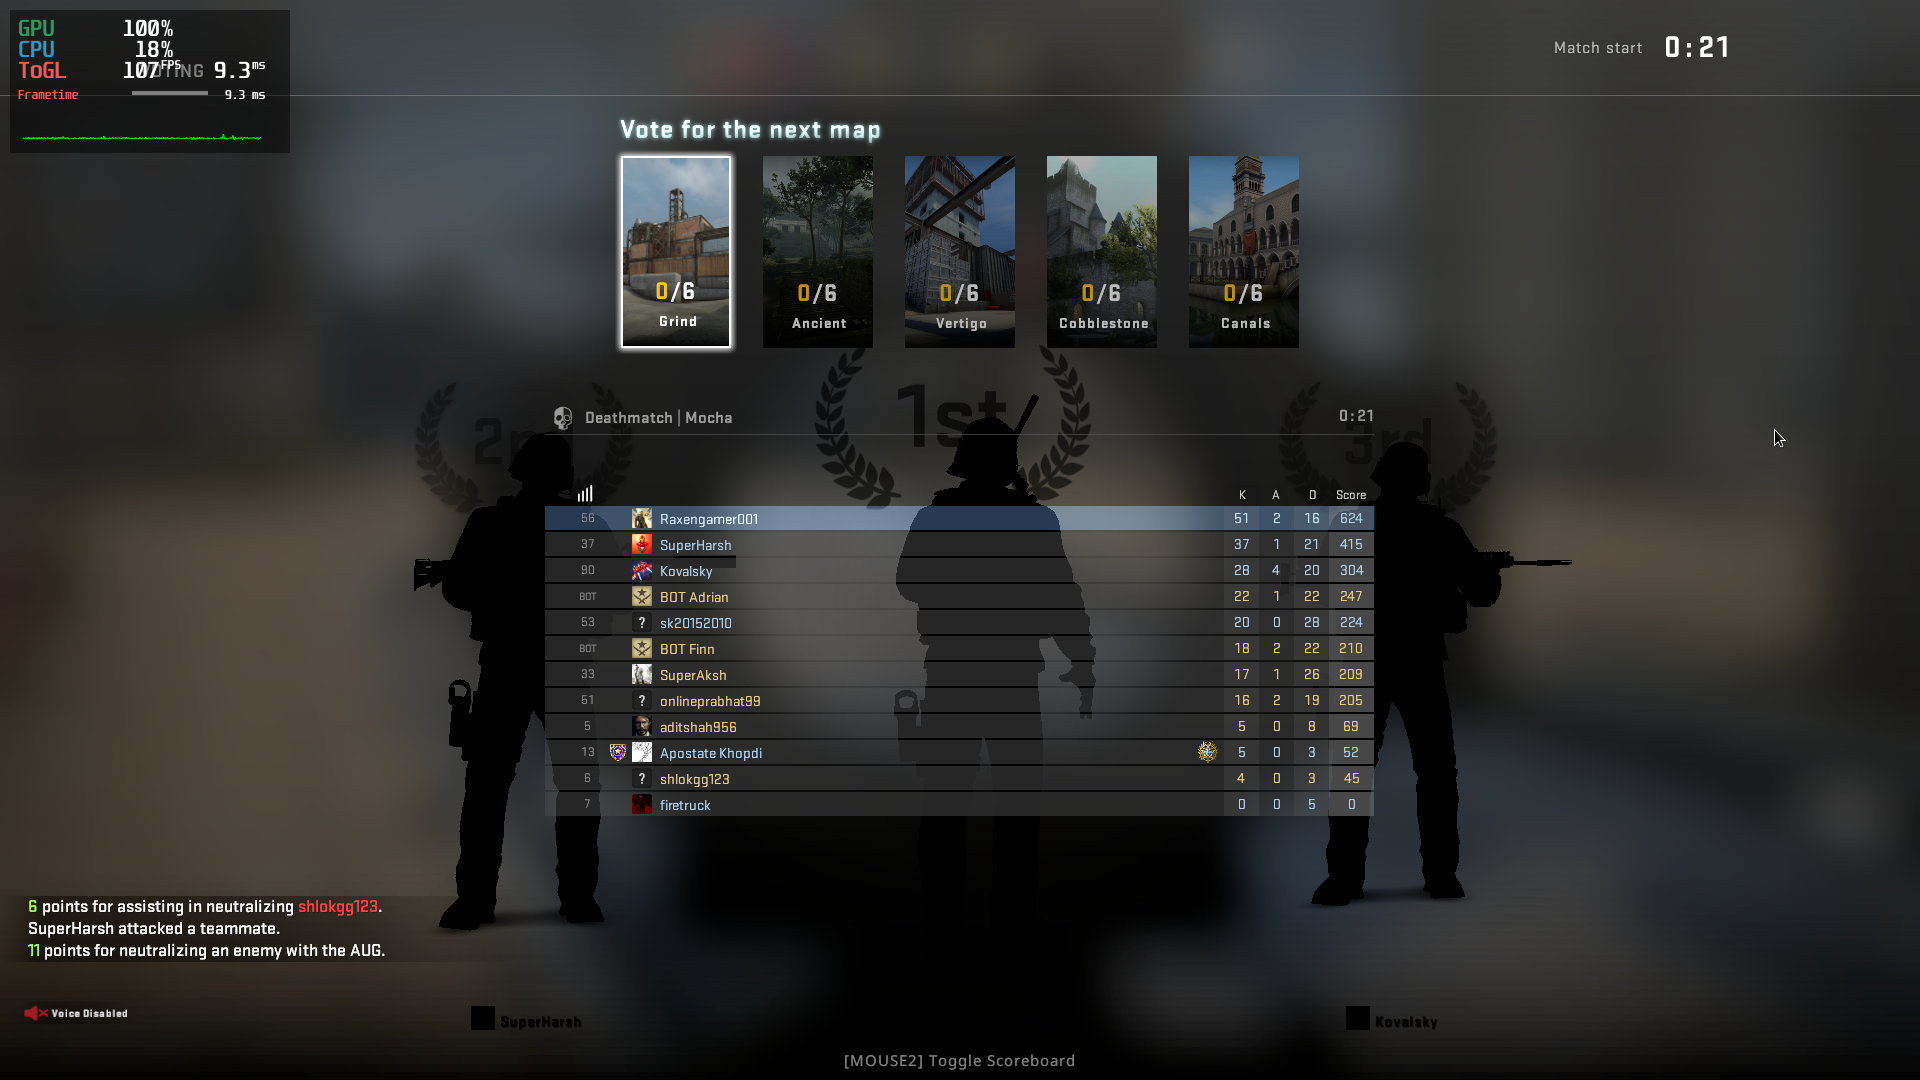 GPU 100%
CPU 18%
ToGL 107 FPS 9.3 ms
Frametime 9.3 ms
Match start 0:21
Vote for the next map
0/6 0/6 0/6 0/6 0/6
Grind Ancient Vertigo Cobblestone Canals
2nd 1st 3rd
Deathmatch | Mocha 0:21
K A D Score
56 Raxengamer001 51 2 16 624
37 SuperHarsh 37 1 21 415
90 Kovalsky 28 4 20 304
BOT BOT Adrian 22 1 22 247
53 ? sk20152010 20 0 28 224
BOT BOT Finn 18 2 22 210
33 SuperAksh 17 1 26 209
51 ? onlineprabhat99 16 2 19 205
5 aditshah956 5 0 8 69
13 Apostate Khopdi 5 0 3 52
6 ? shlokgg123 4 0 3 45
7 firetruck 0 0 5 0
6 points for assisting in neutralizing shlokgg123.
SuperHarsh attacked a teammate.
11 points for neutralizing an enemy with the AUG.
Voice Disabled
SuperHarsh Kovalsky
[MOUSE2] Toggle Scoreboard